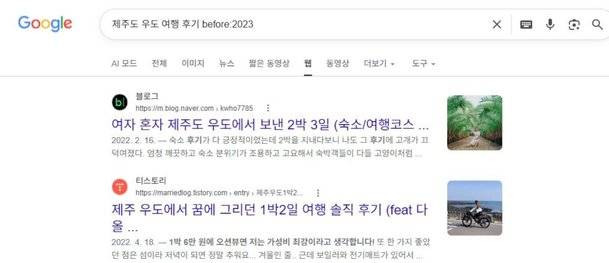 Google
제주도 우도 여행 후기 before:2023
AI 모드 전체 이미지 뉴스 짧은 동영상 웹 동영상 더보기 도구
블로그
https://m.blog.naver.com › kwho7785
여자 혼자 제주도 우도에서 보낸 2박 3일 (숙소/여행코스 ...
2022. 2. 16. — 숙소 후기가 다 긍정적이었는데 2박을 지내다보니 나도 그 후기에 고개가 끄
덕여졌다. 엄청 깨끗하고 숙소 분위기가 조용하고 고요해서 숙박객들이 다들 고양이처럼 ...
티스토리
https://marriedlog.tistory.com › entry › 제주우도1박2...
제주 우도에서 꿈에 그리던 1박2일 여행 솔직 후기 (feat 다
올 ...
2022. 4. 18. — 1박 6만 원에 오션뷰면 저는 가성비 최강이라고 생각합니다! 또 한 가지 좋았
던 점은 섬이라 저녁이 되면 정말 추워요... 겨울인 줄.. 근데 보일러와 전기매트가 있어서 ...